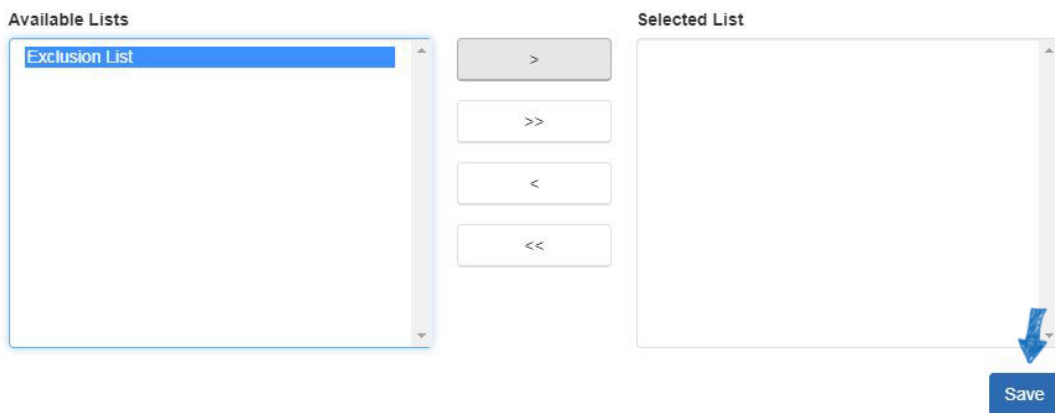 Available Lists
Selected List
Exclusion List
>
>>
<
<<
Save